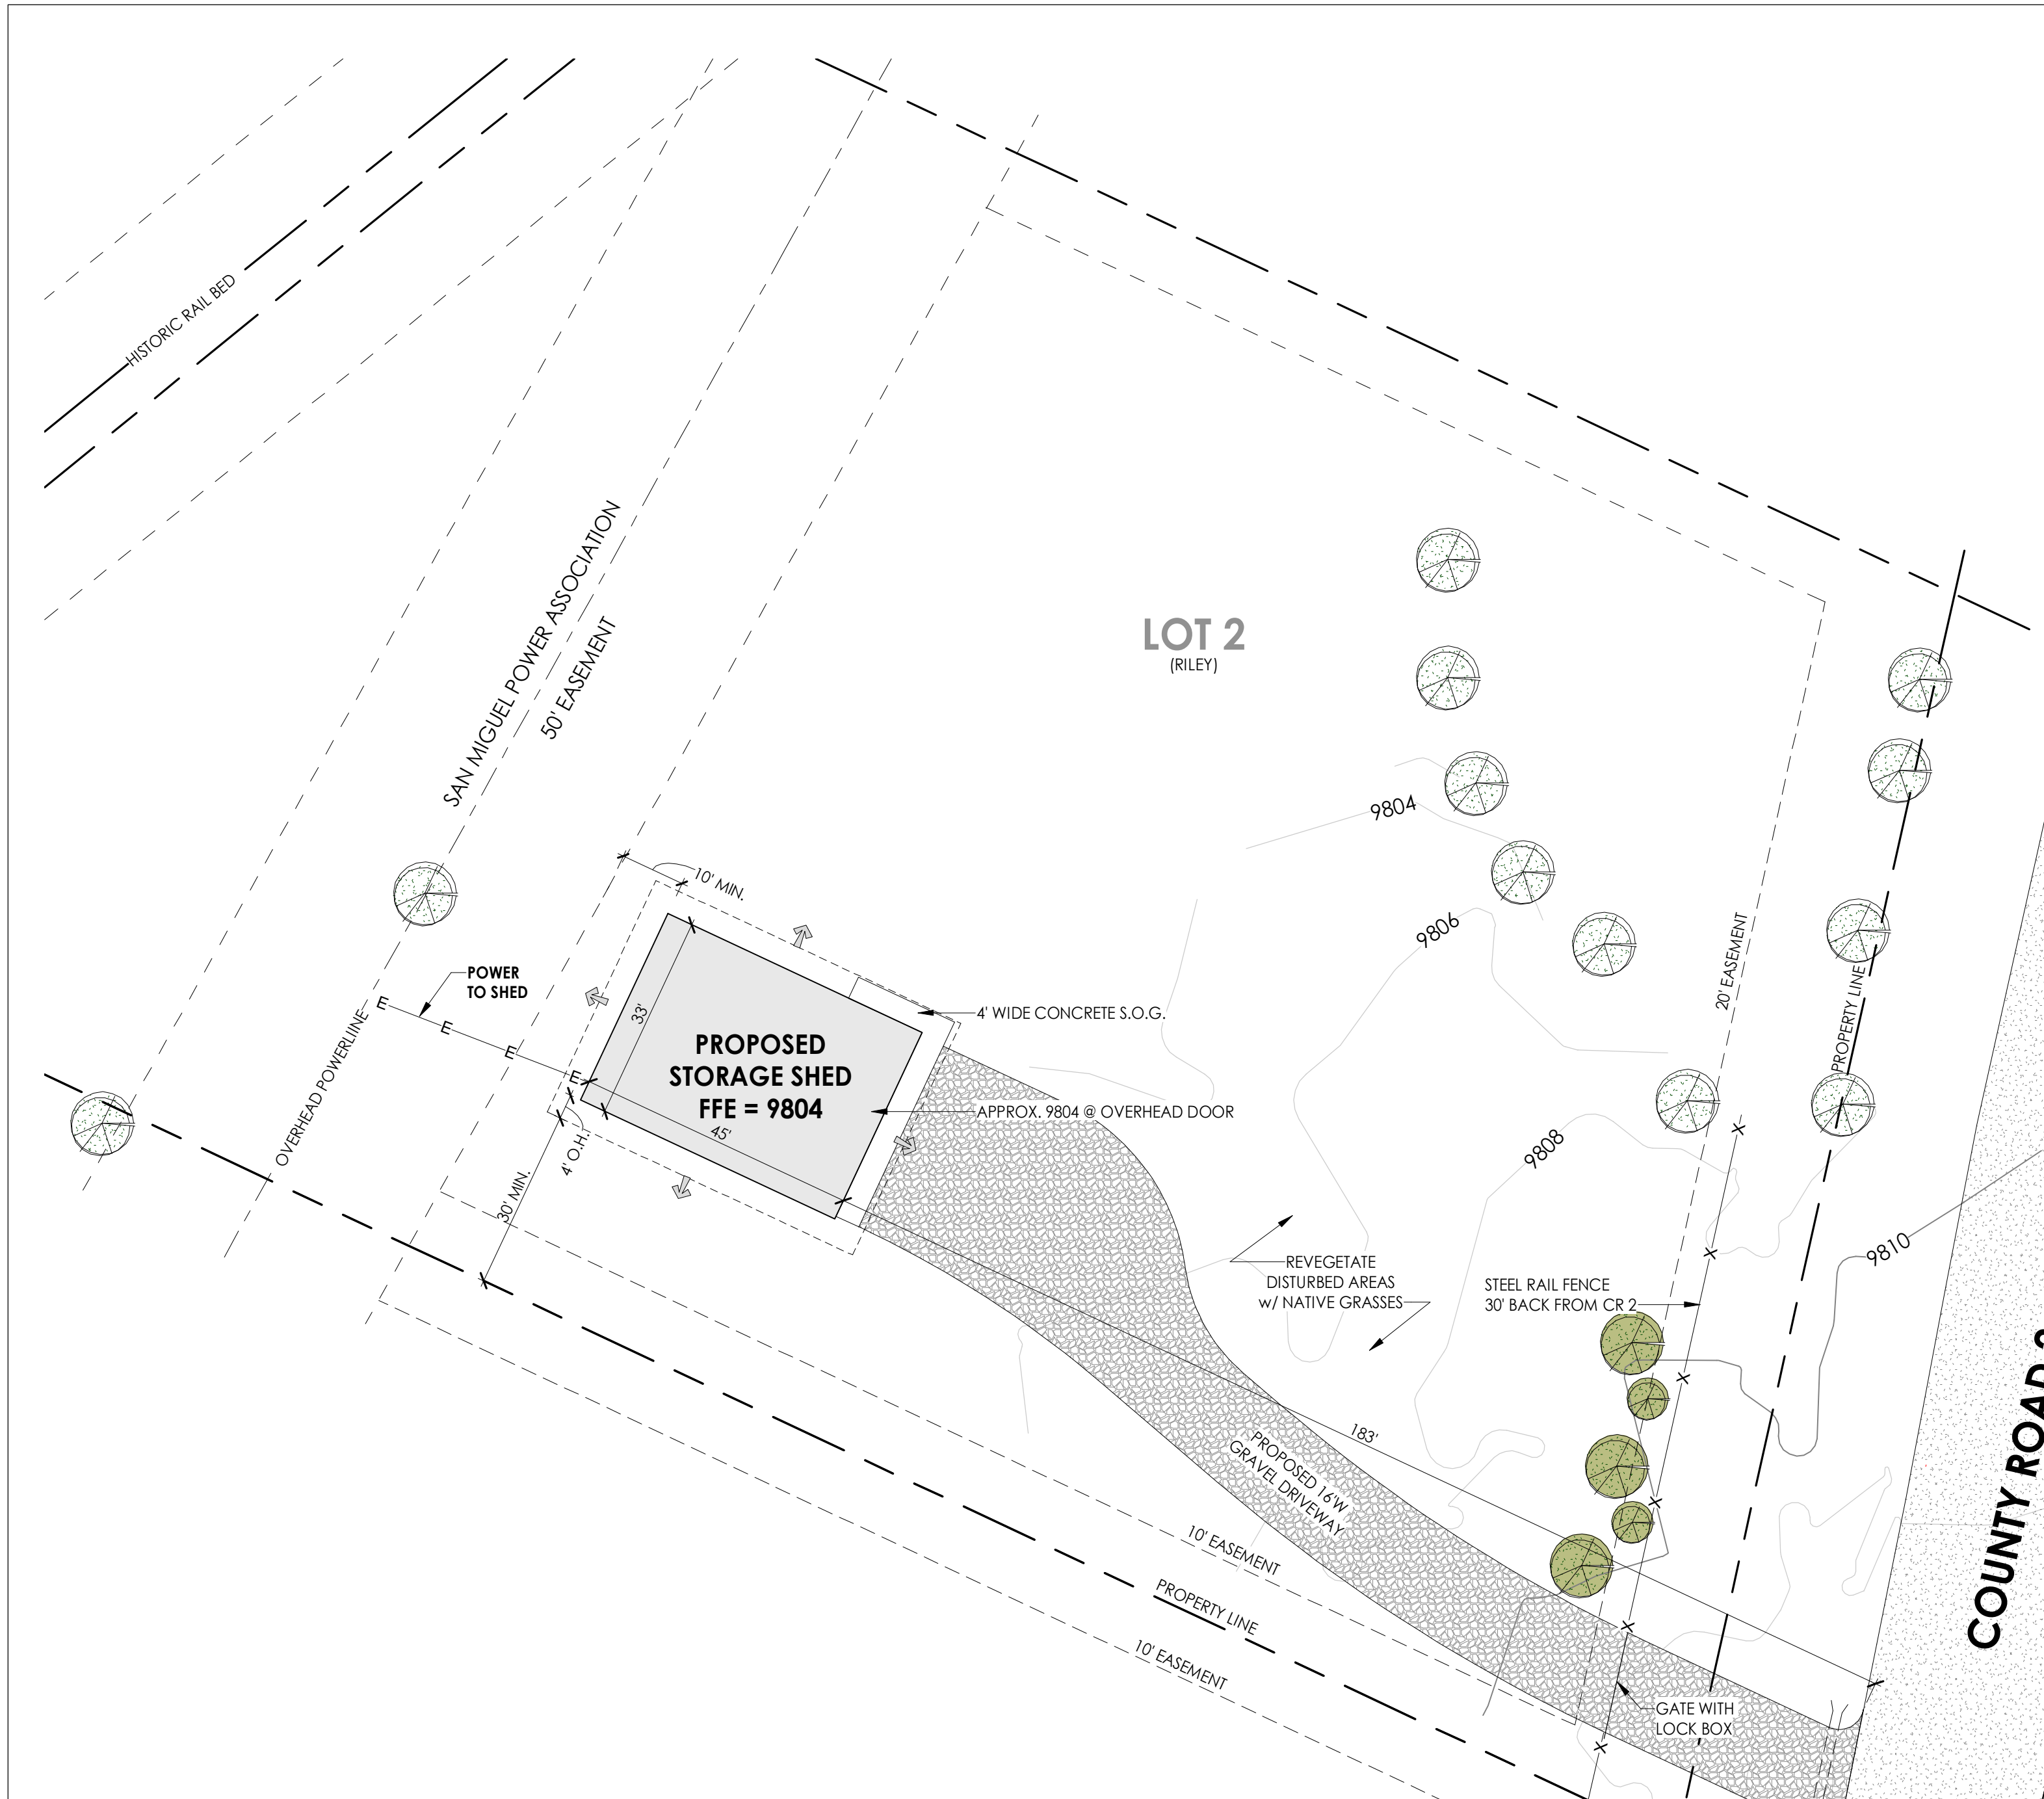 HISTORIC RAIL BED
SAN MIGUEL POWER ASSOCIATION
50' EASEMENT
LOT 2
(RILEY)
9804
10' MIN.
9806
20' EASEMENT
POWER
TO SHED
PROPERTY LINE
E
E
E
E
33'
4' WIDE CONCRETE S.O.G.
OVERHEAD POWERLIINE
PROPOSED
STORAGE SHED
FFE = 9804
APPROX. 9804 @ OVERHEAD DOOR
45'
4' O.H.
30' MIN.
9808
9810
REVEGETATE
DISTURBED AREAS
w/ NATIVE GRASSES
STEEL RAIL FENCE
30' BACK FROM CR 2
183'
PROPOSED 16'W
GRAVEL DRIVEWAY
COUNTY ROAD
10' EASEMENT
PROPERTY LINE
10' EASEMENT
GATE WITH
LOCK BOX
X
X
X
X
X
X
X